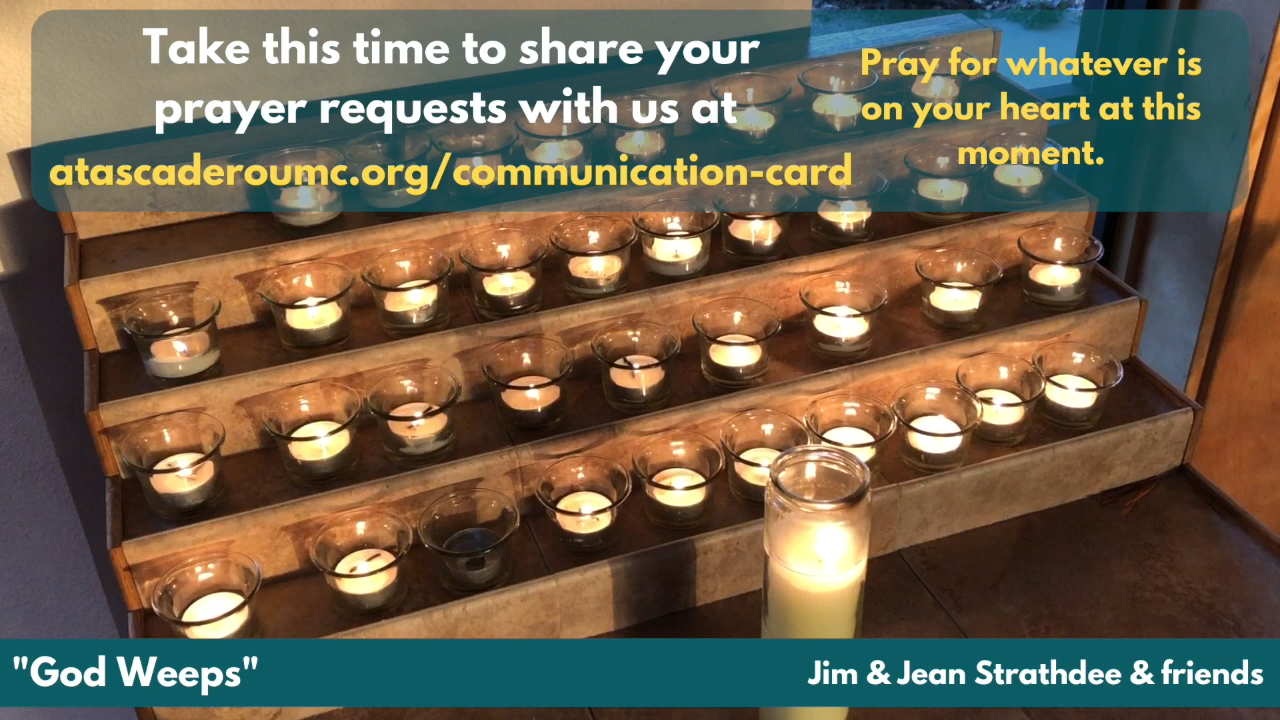 Take this time to share your
prayer requests with us at
atascaderoumc.org/communication-card
Pray for whatever is
on your heart at this
moment.
"God Weeps"
Jim & Jean Strathdee & friends